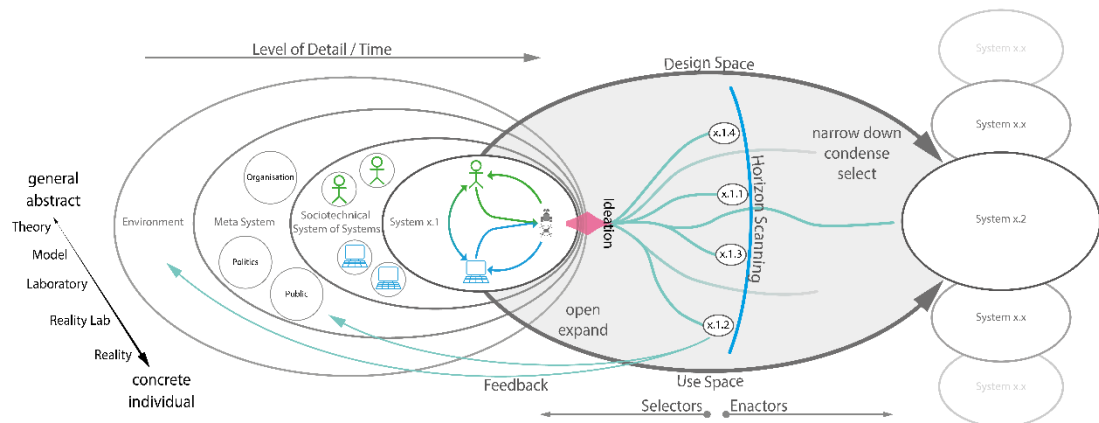 Level of Detail / Time
Design Space
System x.x
System x.x
general
abstract
Theory
Model
Laboratory
Reality Lab
Reality
concrete
individual
Environment
Meta System
Organisation
Politics
Public
Sociotechnical
System of Systems
System x.1
Ideation
x.1.4
x.1.1
x.1.3
x.1.2
Horizon Scanning
narrow down
condense
select
open
expand
System x.2
System x.x
System x.x
Feedback
Use Space
Selectors
Enactors